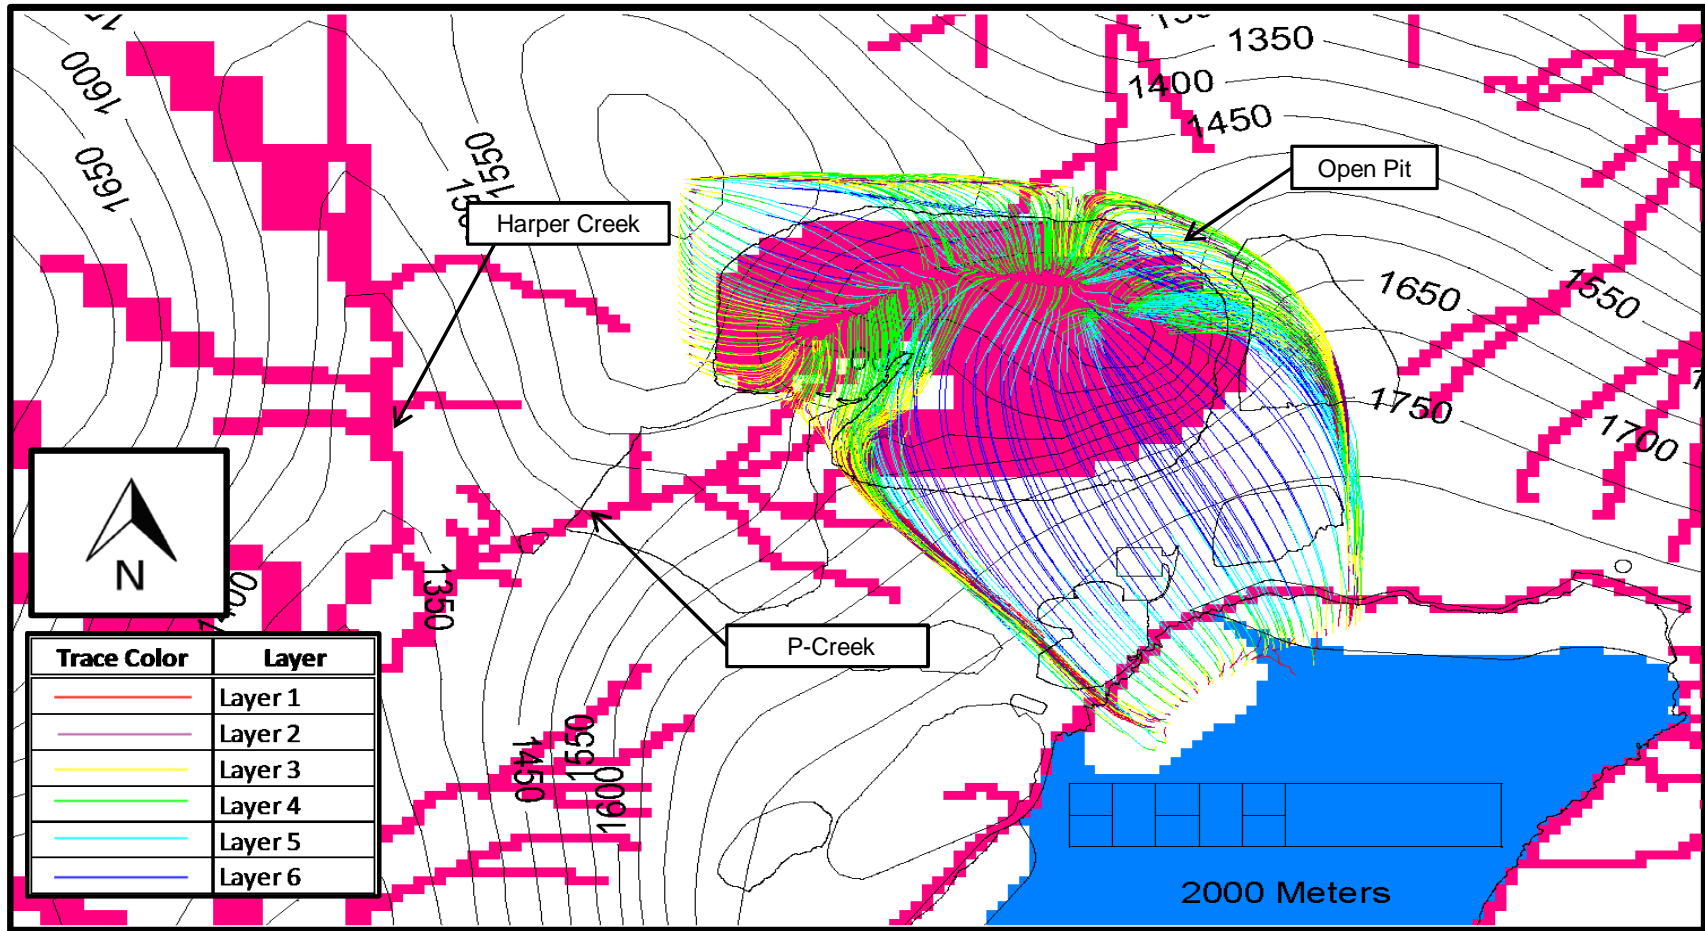 1350
1400
1450
1600
1650
1550
Harper Creek
Open Pit
1650
1550
1750
1700
1350
N
P-Creek
Trace Color Layer
Layer 1
Layer 2
Layer 3
Layer 4
Layer 5
Layer 6
1450
1550
1600
2000 Meters